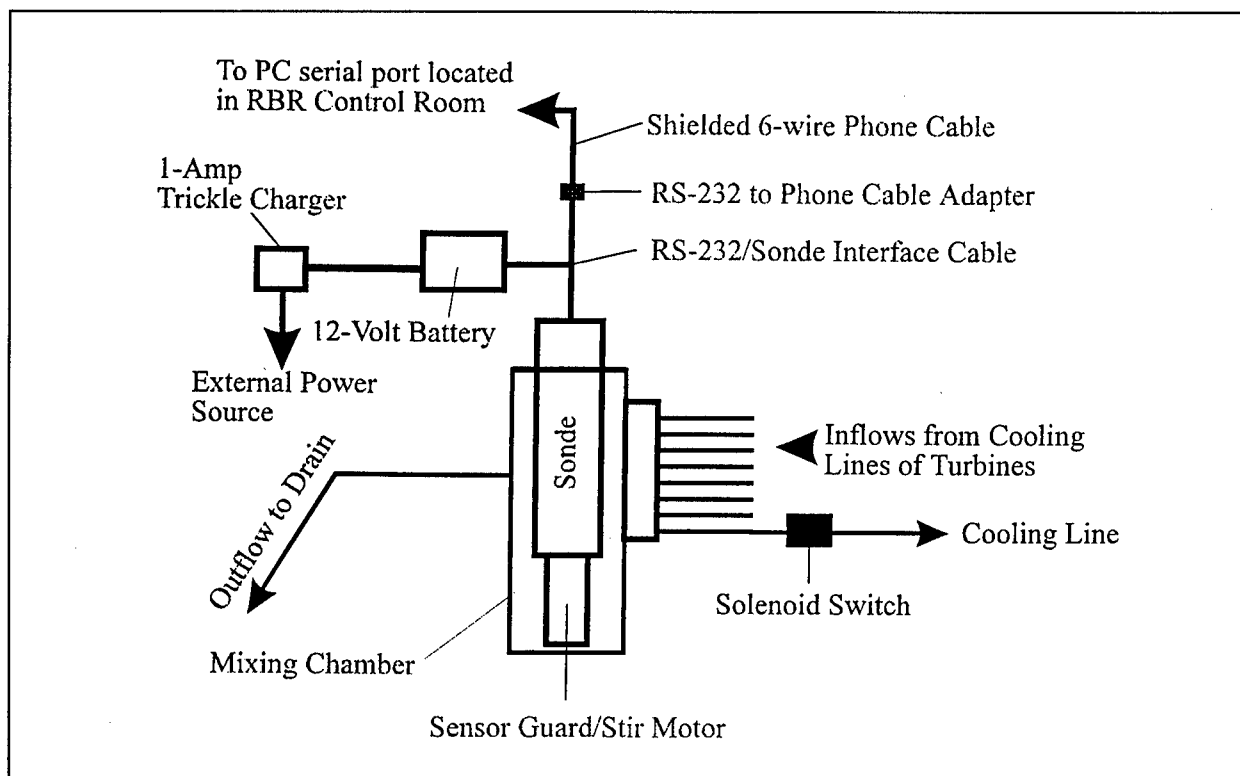 To PC serial port located
in RBR Control Room
Shielded 6-wire Phone Cable
1-Amp
Trickle Charger
RS-232 to Phone Cable Adapter
RS-232/Sonde Interface Cable
12-Volt Battery
External Power
Source
Sonde
Inflows from Cooling
Lines of Turbines
Outflow to Drain
Cooling Line
Solenoid Switch
Mixing Chamber
Sensor Guard/Stir Motor